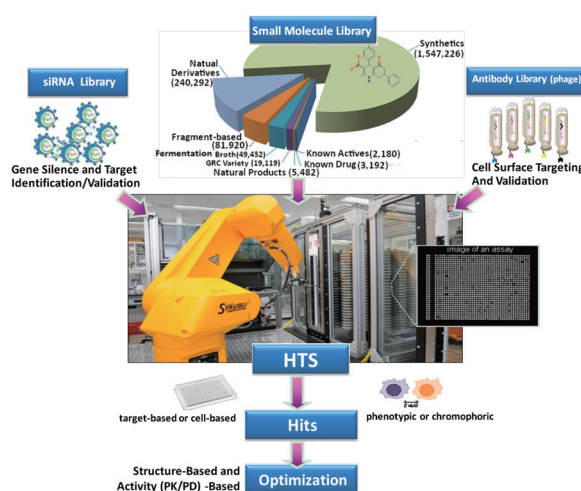 Small Molecule Library
Synthetics
(1,547,226)
Natual
Derivatives
(240,292)
Fragment-based
(81,920)
Fermentation Broth(49,452)
GRC Variety (19,119)
Natural Products (5,482)
Known Actives(2,180)
Known Drug(3,192)
siRNA Library
Gene Silence and Target
Identification/Validation
Antibody Library (phage)
Cell Surface Targeting
And Validation
STÄUBLI
image of an assay
HTS
target-based or cell-based
phenotypic or chromophoric
Hits
Structure-Based and
Activity (PK/PD) -Based
Optimization